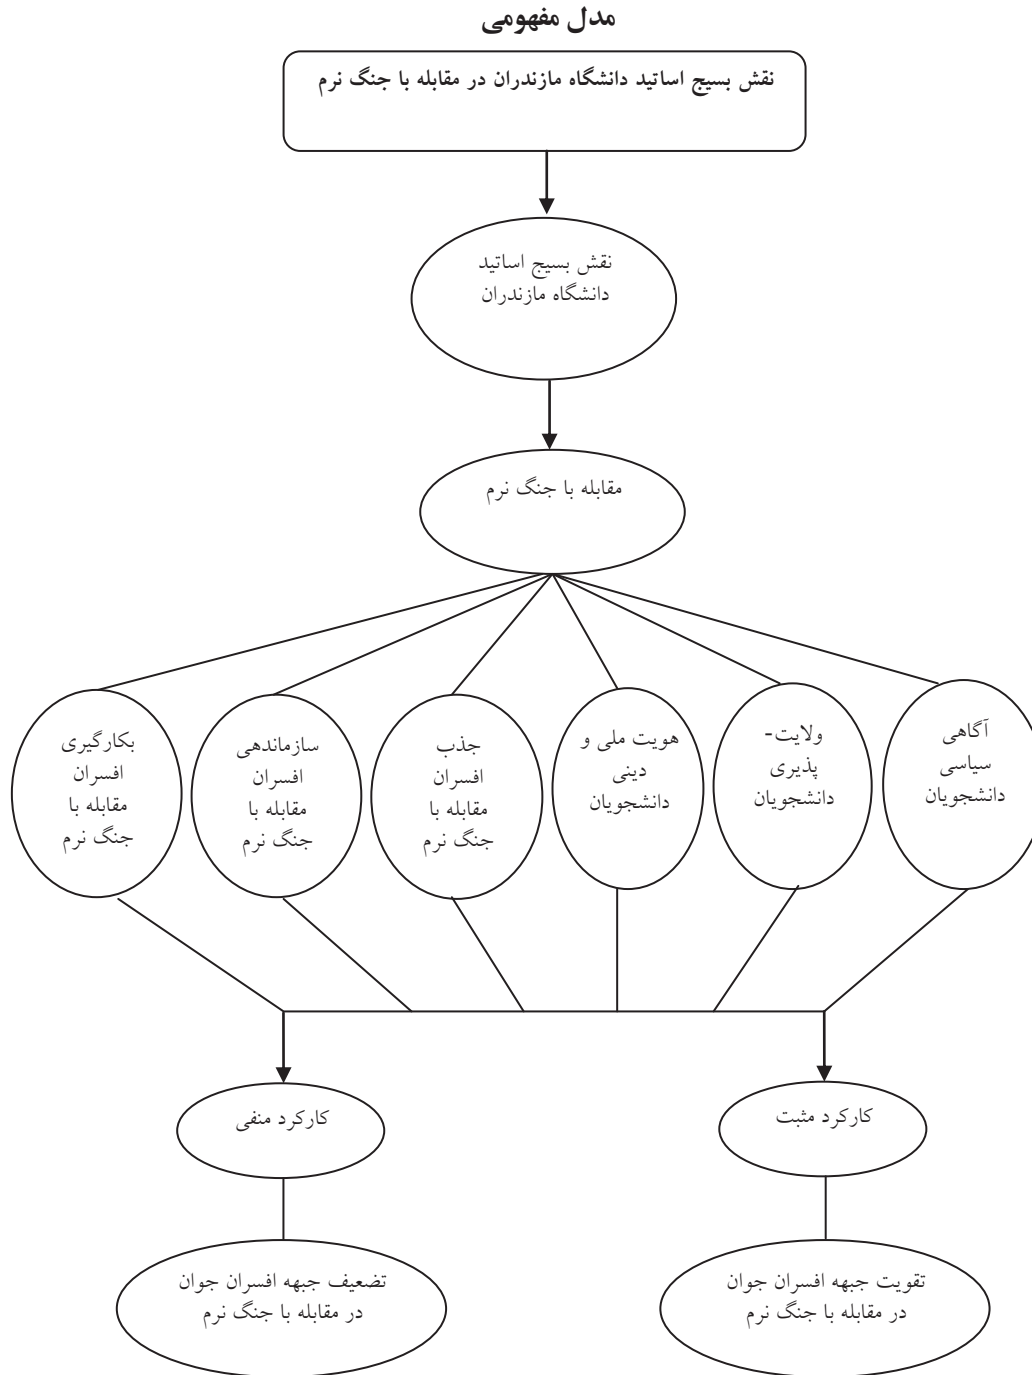 مدل مفهومی
نقش بسیج اساتید دانشگاه مازندران در مقابله با جنگ نرم
نقش بسیج اساتید
دانشگاه مازندران
مقابله با جنگ نرم
آگاهی
سیاسی
دانشجویان
ولایت-
پذیری
دانشجویان
هویت ملی و
دینی
دانشجویان
جذب
افسران
مقابله با
جنگ نرم
سازماندهی
افسران
مقابله با
جنگ نرم
بکارگیری
افسران
مقابله با
جنگ نرم
کارکرد مثبت
کارکرد منفی
تقویت جبهه افسران جوان
در مقابله با جنگ نرم
تضعیف جبهه افسران جوان
در مقابله با جنگ نرم